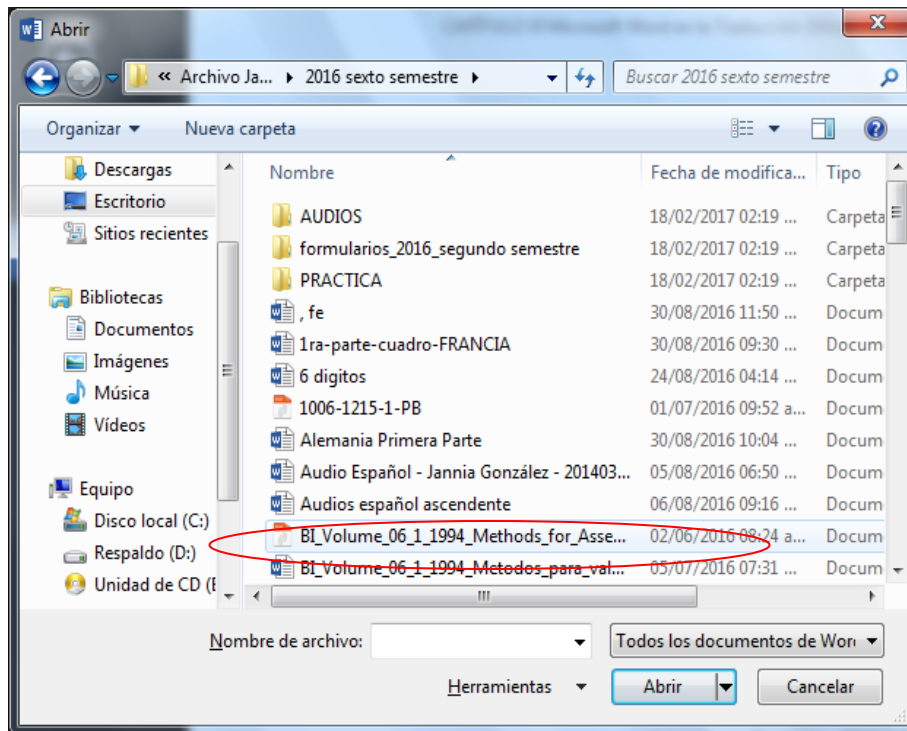 Abrir
« Archivo Ja... ▸ 2016 sexto semestre ▸
Buscar 2016 sexto semestre
Organizar ▾ Nueva carpeta
Descargas
Escritorio
Sitios recientes
Bibliotecas
Documentos
Imágenes
Música
Vídeos
Equipo
Disco local (C:)
Respaldo (D:)
Unidad de CD (E
Nombre Fecha de modifica... Tipo
AUDIOS 18/02/2017 02:19 ... Carpeta
formularios_2016_segundo semestre 18/02/2017 02:19 ... Carpeta
PRACTICA 18/02/2017 02:19 ... Carpeta
, fe 30/08/2016 11:50 ... Docum
1ra-parte-cuadro-FRANCIA 30/08/2016 09:30 ... Docum
6 digitos 24/08/2016 04:14 ... Docum
1006-1215-1-PB 01/07/2016 09:52 a... Docum
Alemania Primera Parte 30/08/2016 10:04 ... Docum
Audio Español - Jannia González - 201403... 05/08/2016 06:50 ... Docum
Audios español ascendente 06/08/2016 09:16 ... Docum
BI_Volume_06_1_1994_Methods_for_Asse... 02/06/2016 08:24 a... Docum
BI_Volume_06_1_1994_Metodos_para_val... 05/07/2016 07:31 ... Docum
Nombre de archivo:
Todos los documentos de Wor
Herramientas ▾ Abrir Cancelar